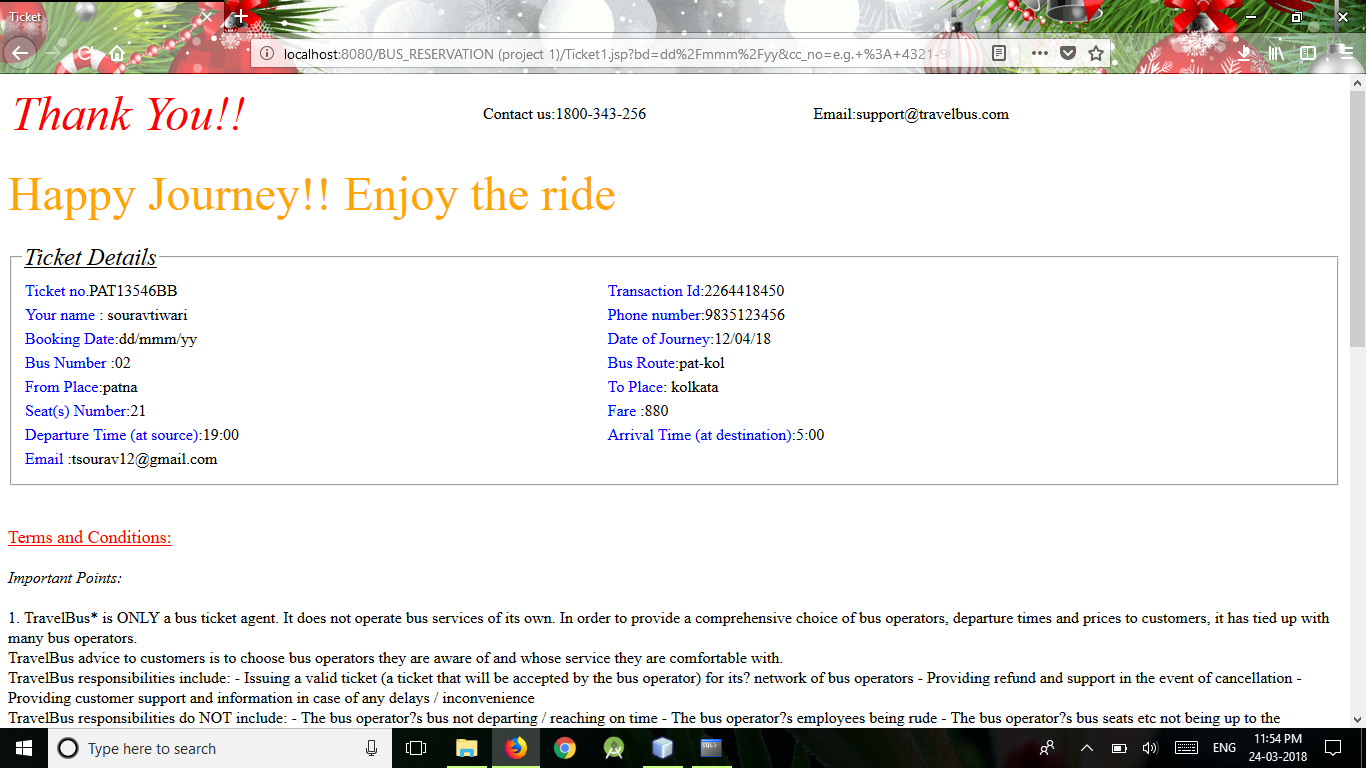 Ticket
localhost:8080/BUS_RESERVATION (project 1)/Ticket1.jsp?bd=dd%2Fmmm%2Fyy&cc_no=e.g.+%3A+4321-9
Thank You!!
Contact us:1800-343-256
Email:support@travelbus.com
Happy Journey!! Enjoy the ride
Ticket Details
Ticket no.PAT13546BB
Transaction Id:2264418450
Your name : souravtiwari
Phone number:9835123456
Booking Date:dd/mmm/yy
Date of Journey:12/04/18
Bus Number :02
Bus Route:pat-kol
From Place:patna
To Place: kolkata
Seat(s) Number:21
Fare :880
Departure Time (at source):19:00
Arrival Time (at destination):5:00
Email :tsourav12@gmail.com
Terms and Conditions:
Important Points:
1. TravelBus* is ONLY a bus ticket agent. It does not operate bus services of its own. In order to provide a comprehensive choice of bus operators, departure times and prices to customers, it has tied up with
many bus operators.
TravelBus advice to customers is to choose bus operators they are aware of and whose service they are comfortable with.
TravelBus responsibilities include: - Issuing a valid ticket (a ticket that will be accepted by the bus operator) for its? network of bus operators - Providing refund and support in the event of cancellation -
Providing customer support and information in case of any delays / inconvenience
TravelBus responsibilities do NOT include: - The bus operator?s bus not departing / reaching on time - The bus operator?s employees being rude - The bus operator?s bus seats etc not being up to the
Type here to search
SQL>
ENG
11:54 PM
24-03-2018